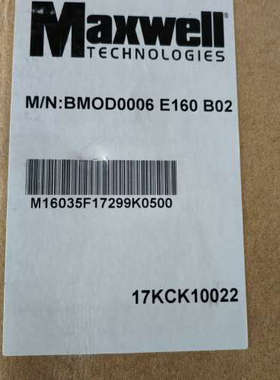 Maxwell
TECHNOLOGIES
M/N:BMOD0006 E160 B02
M16035F17299K0500
17KCK10022